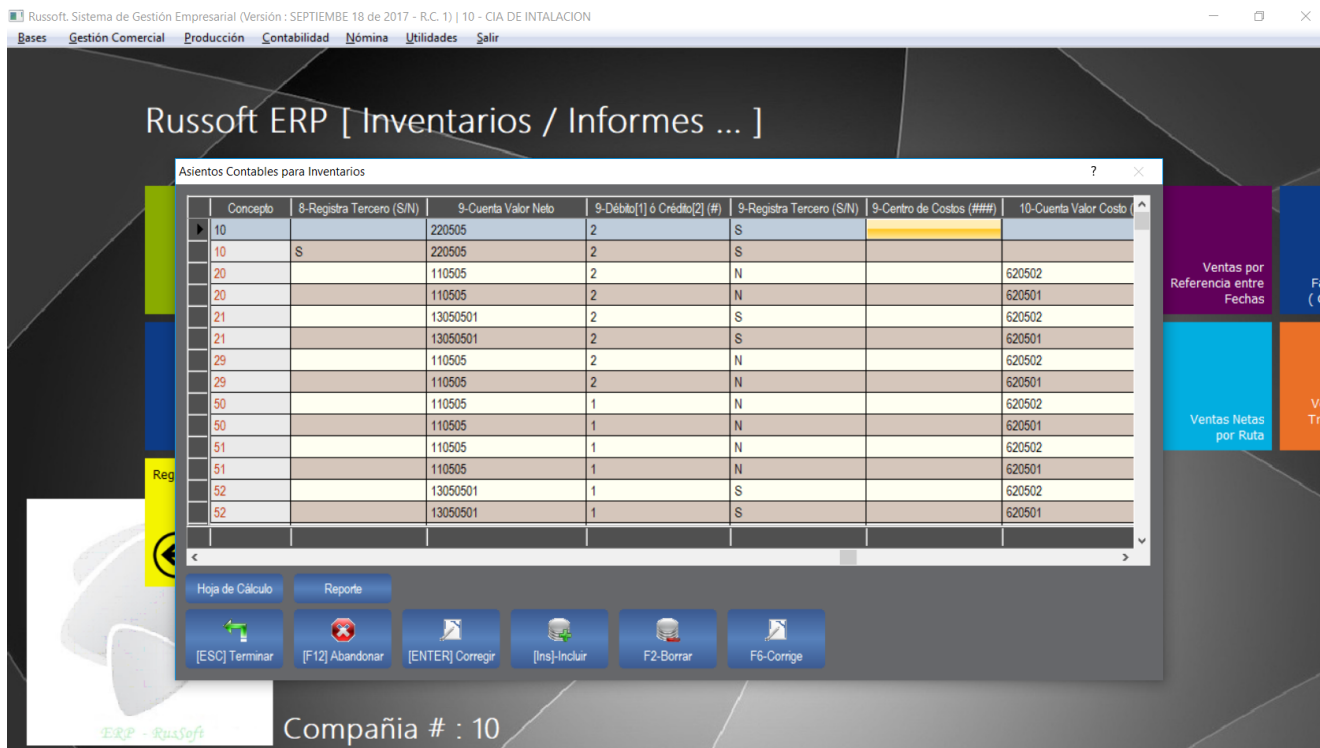 Russoft. Sistema de Gestión Empresarial (Versión : SEPTIEMBE 18 de 2017 - R.C. 1) | 10 - CIA DE INTALACION
Bases Gestión Comercial Producción Contabilidad Nómina Utilidades Salir
Russoft ERP [ Inventarios / Informes ... ]
Asientos Contables para Inventarios ?
Concepto 8-Registra Tercero (S/N) 9-Cuenta Valor Neto 9-Débito[1] ó Crédito[2] (#) 9-Registra Tercero (S/N) 9-Centro de Costos (###) 10-Cuenta Valor Costo (
10 220505 2 S
10 S 220505 2 S
20 110505 2 N 620502
20 110505 2 N 620501
21 13050501 2 S 620502
21 13050501 2 S 620501
29 110505 2 N 620502
29 110505 2 N 620501
50 110505 1 N 620502
50 110505 1 N 620501
51 110505 1 N 620502
51 110505 1 N 620501
52 13050501 1 S 620502
52 13050501 1 S 620501
Hoja de Cálculo Reporte
[ESC] Terminar [F12] Abandonar [ENTER] Corregir [Ins]-Incluir F2-Borrar F6-Corrige
Ventas por
Referencia entre
Fechas
Ventas Netas
por Ruta
Reg
ERP - RusSoft
Compañia # : 10